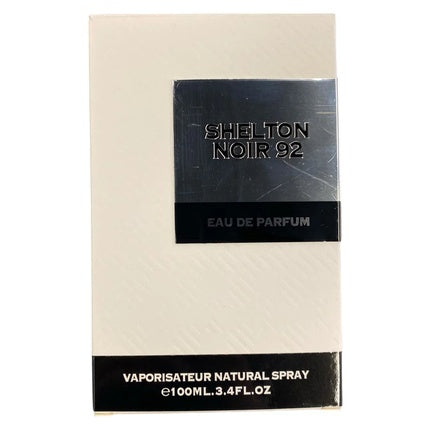 SHELTON
NOIR 92
EAU DE PARFUM
VAPORISATEUR NATURAL SPRAY
℮100ML.3.4FL.OZ